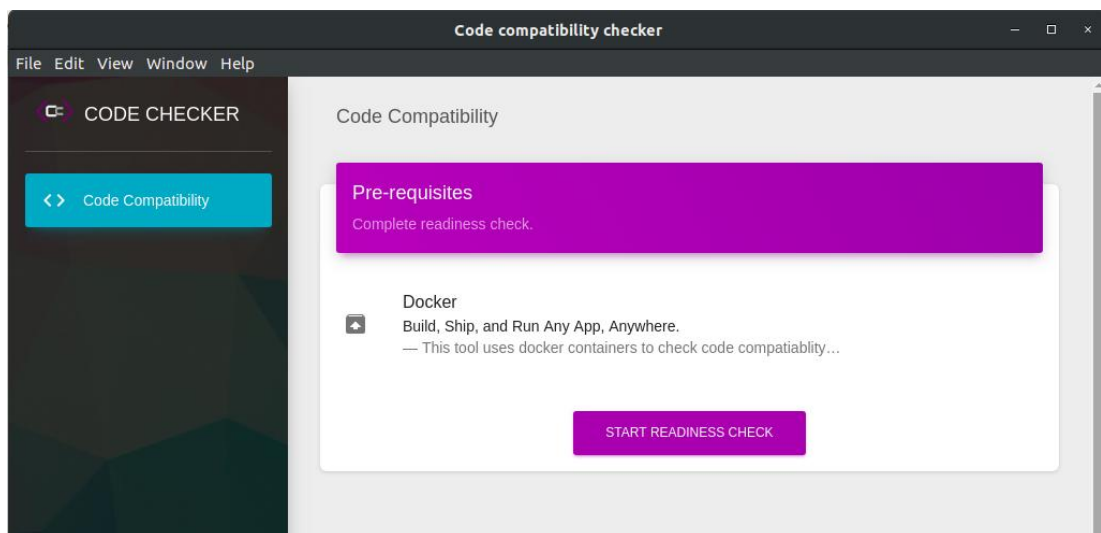 Code compatibility checker
File Edit View Window Help
CODE CHECKER
Code Compatibility
Code Compatibility
Pre-requisites
Complete readiness check.
Docker
Build, Ship, and Run Any App, Anywhere.
— This tool uses docker containers to check code compatiablity…
START READINESS CHECK